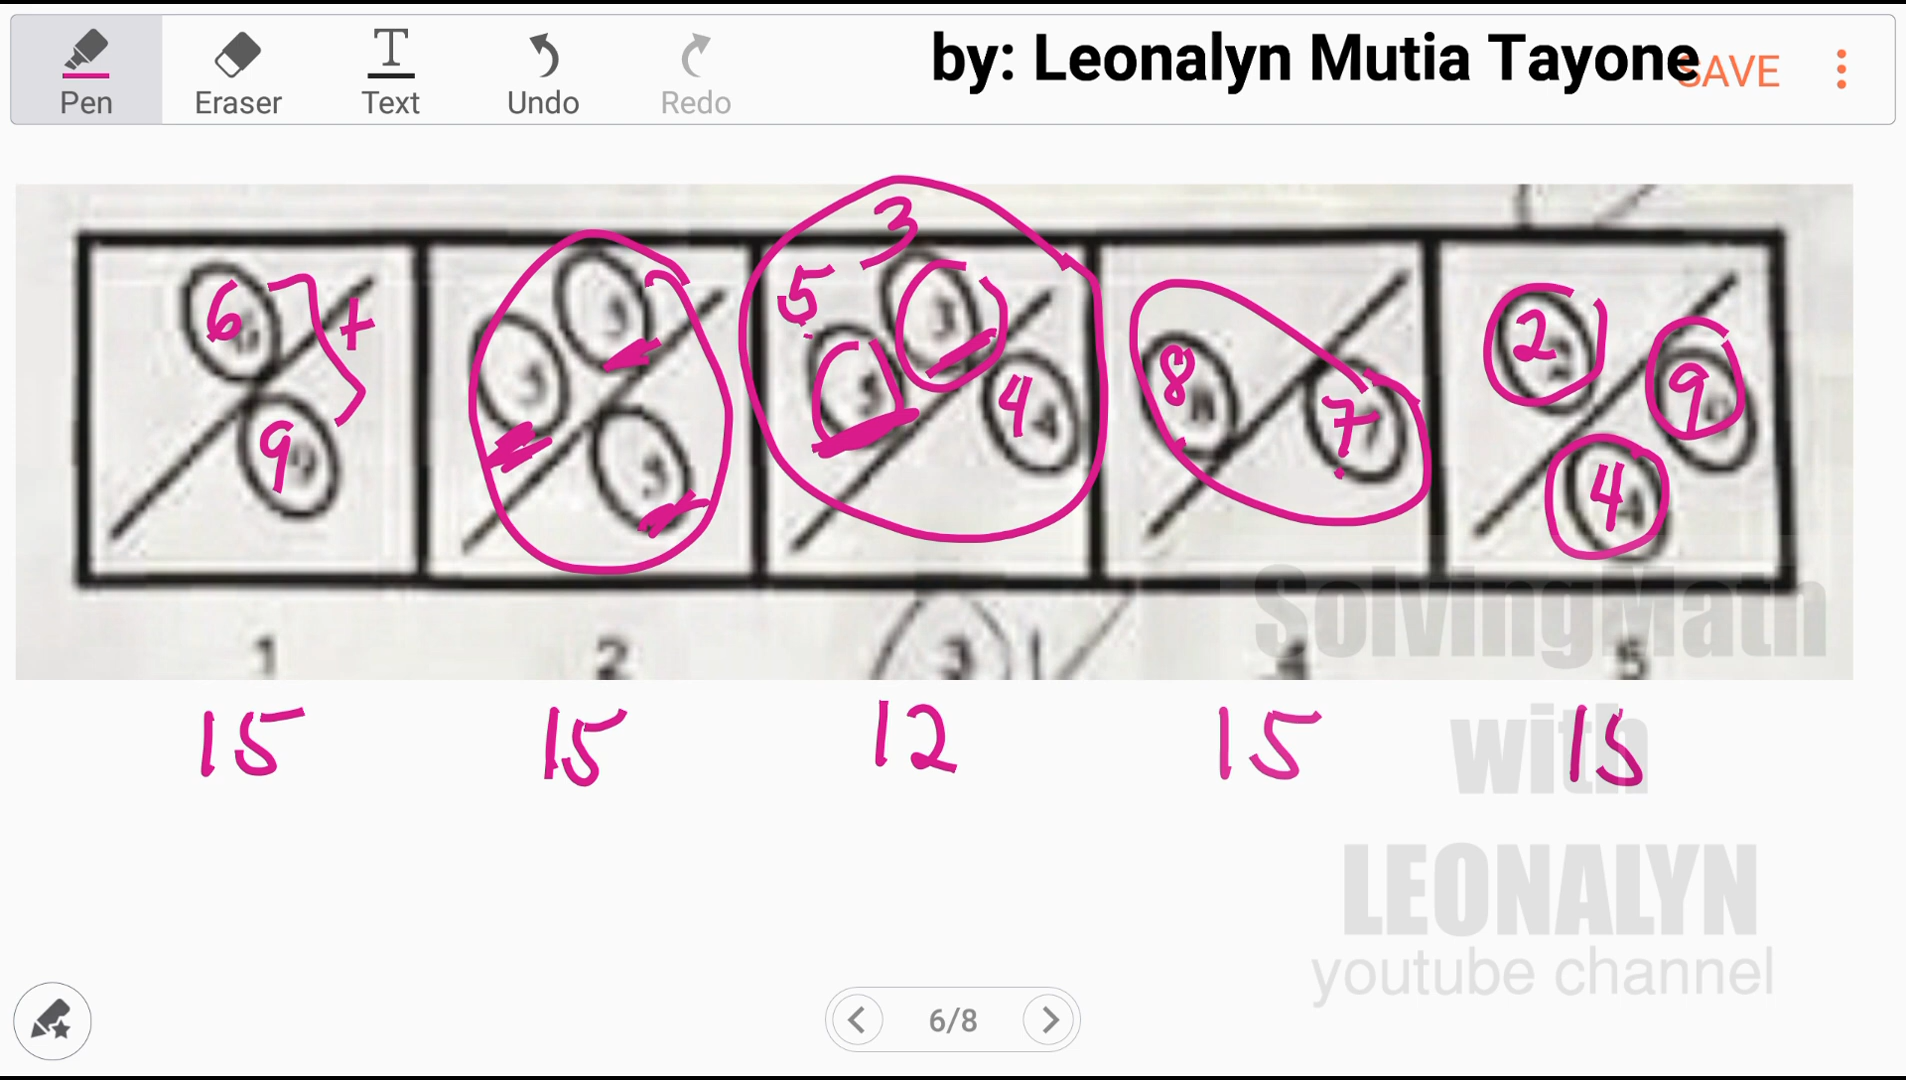 by: Leonalyn Mutia Tayone
SAVE
Pen Eraser Text Undo Redo
3
6 + 5 3 8 2
9 4 7 9
4
1 2 3 4 5
15 15 12 15 15
SolvingMath
with
LEONALYN
youtube channel
6/8